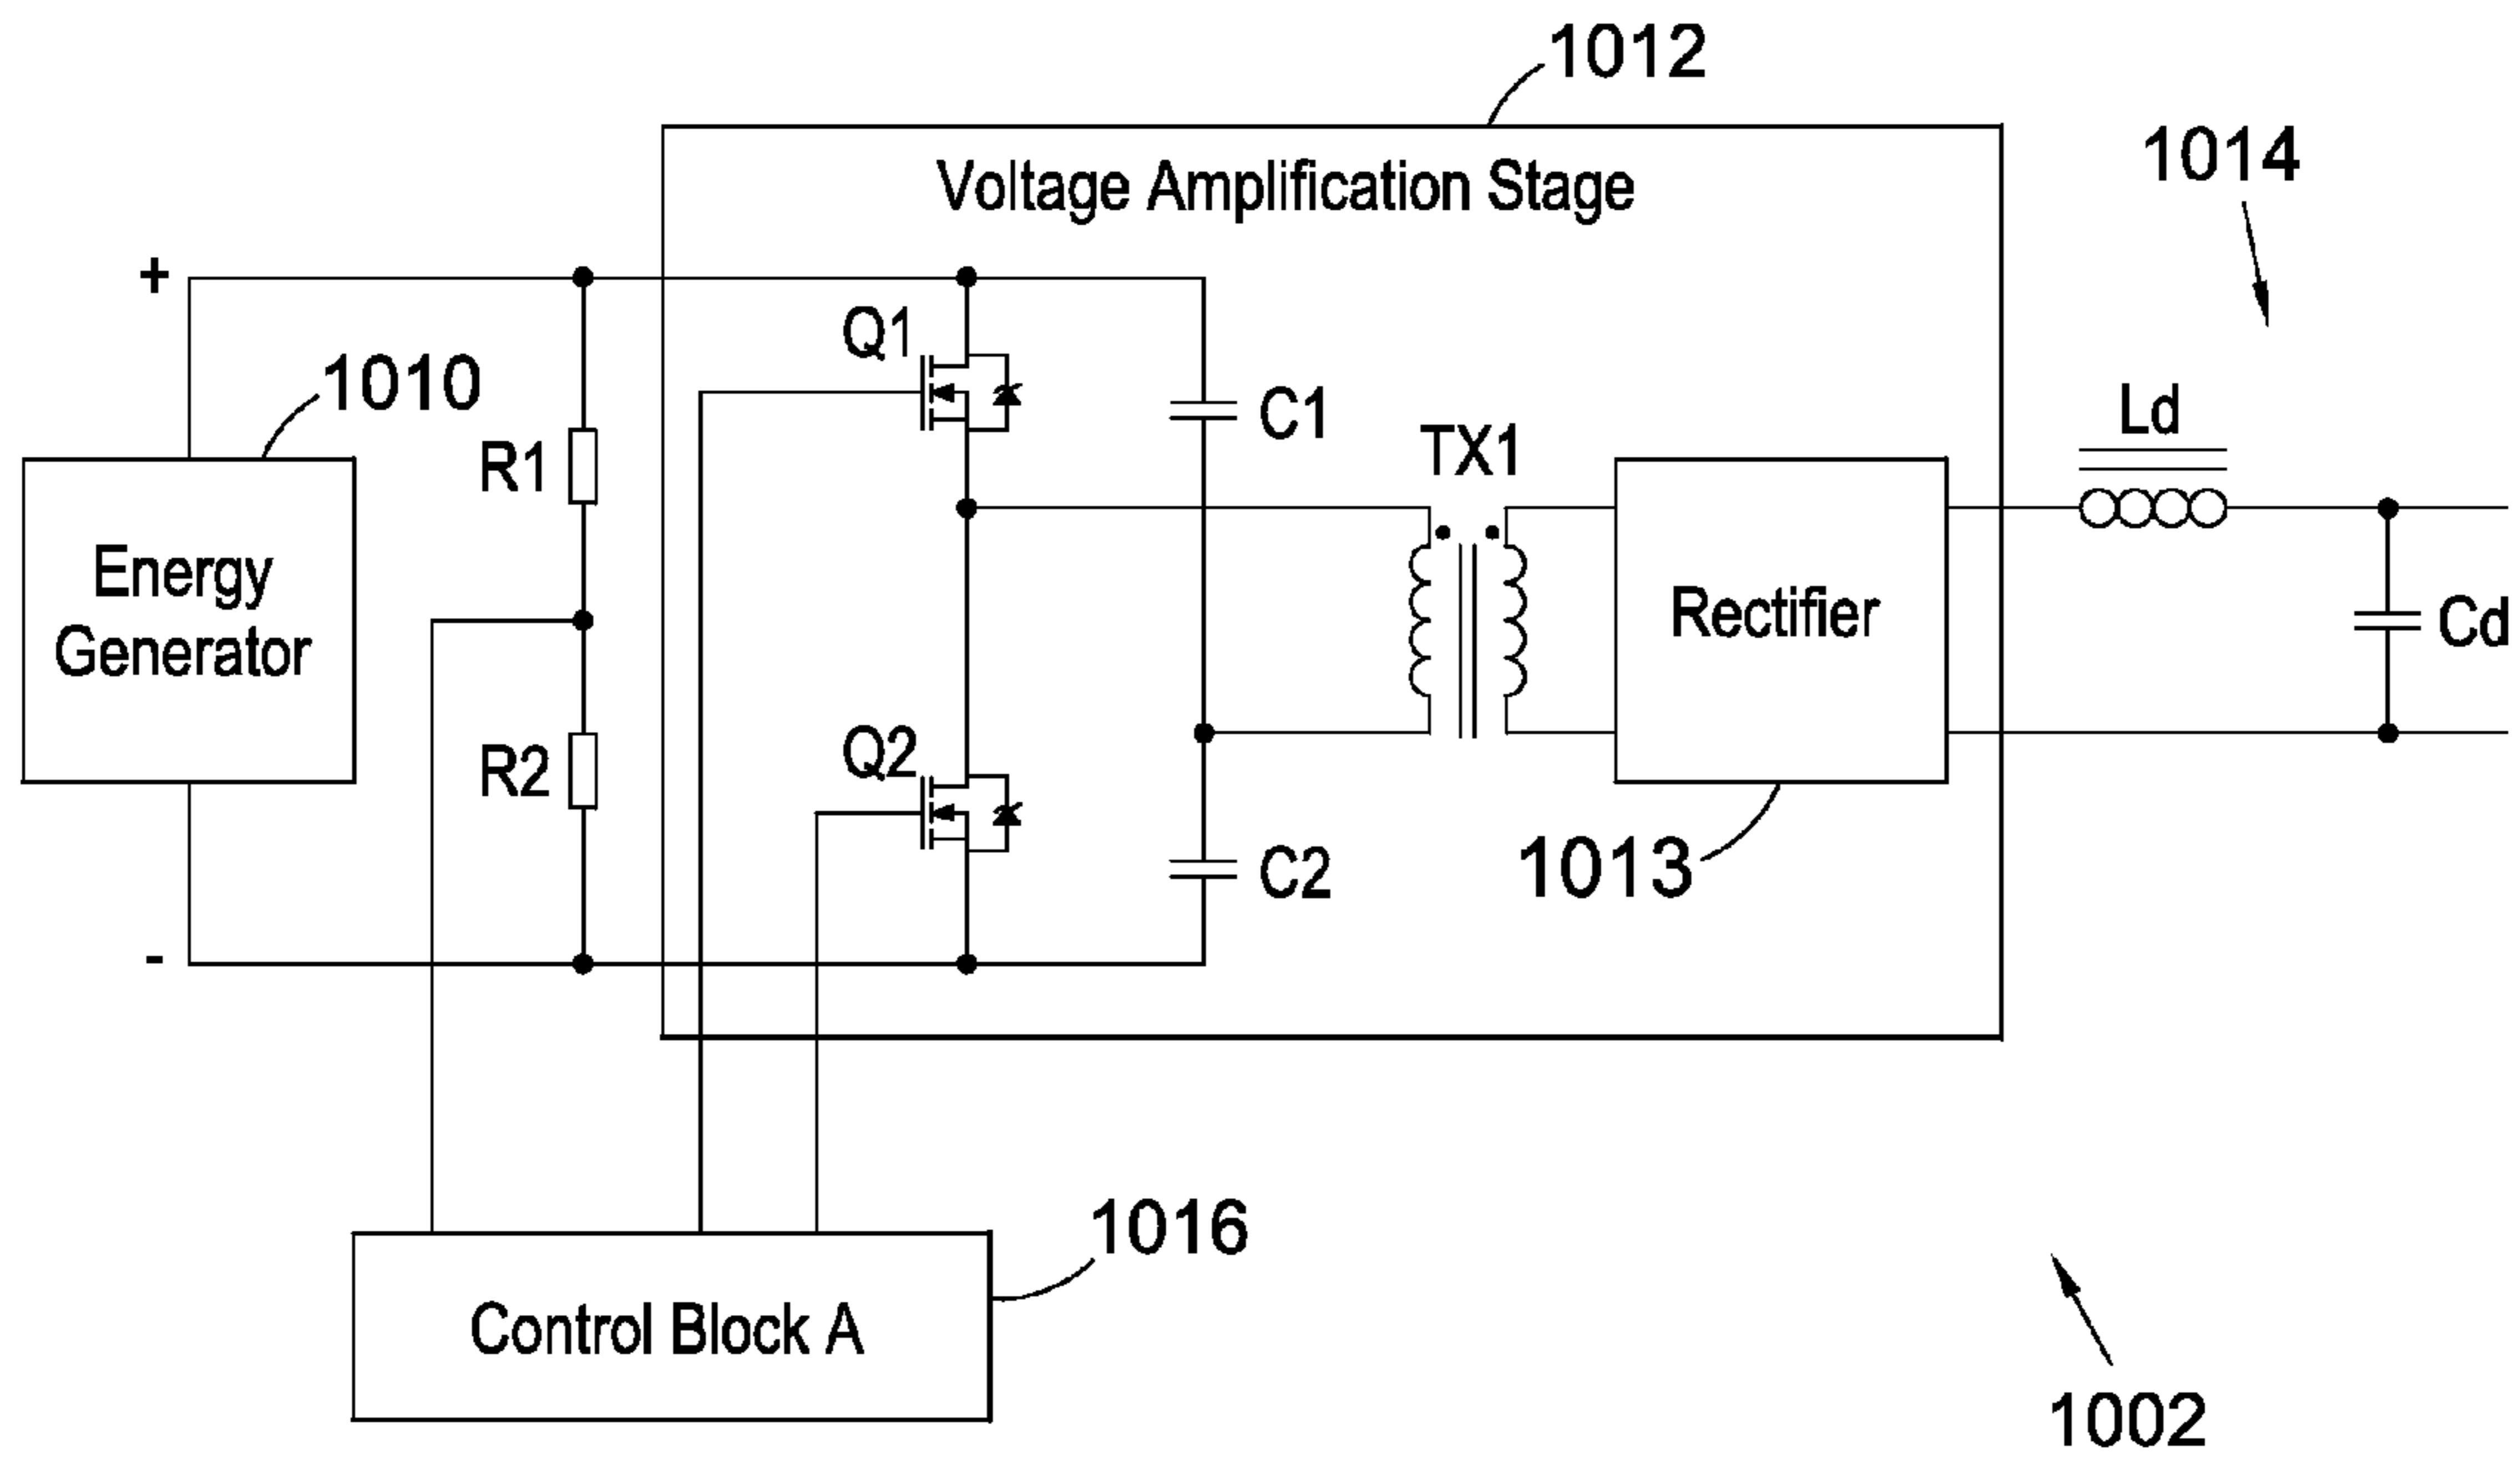 1012
1014
Voltage Amplification Stage
+
Q1
1010
C1
Ld
TX1
R1
Energy
Generator
Rectifier
Cd
R2
Q2
1013
C2
-
1016
Control Block A
1002